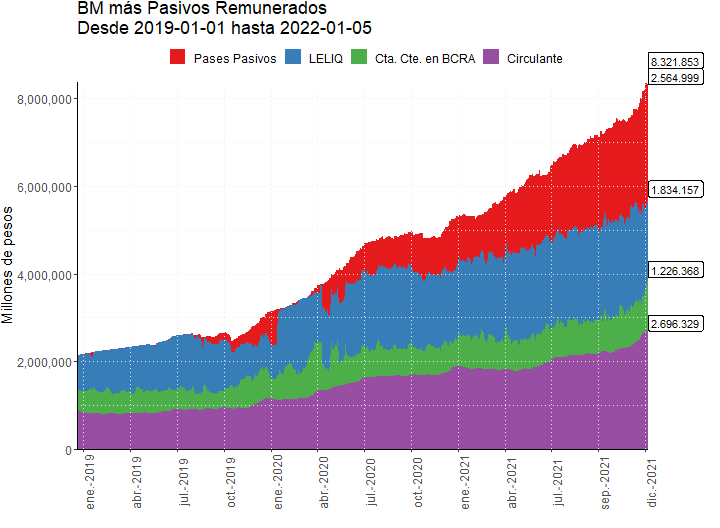 BM más Pasivos Remunerados
Desde 2019-01-01 hasta 2022-01-05
Pases Pasivos LELIQ Cta. Cte. en BCRA Circulante
8.321.853
2.564.999
8,000,000
6,000,000
1.834.157
4,000,000
1.226.368
2.696.329
2,000,000
0
Millones de pesos
ene.-2019
abr.-2019
jul.-2019
oct.-2019
ene.-2020
abr.-2020
jul.-2020
oct.-2020
ene.-2021
abr.-2021
jul.-2021
sep.-2021
dic.-2021